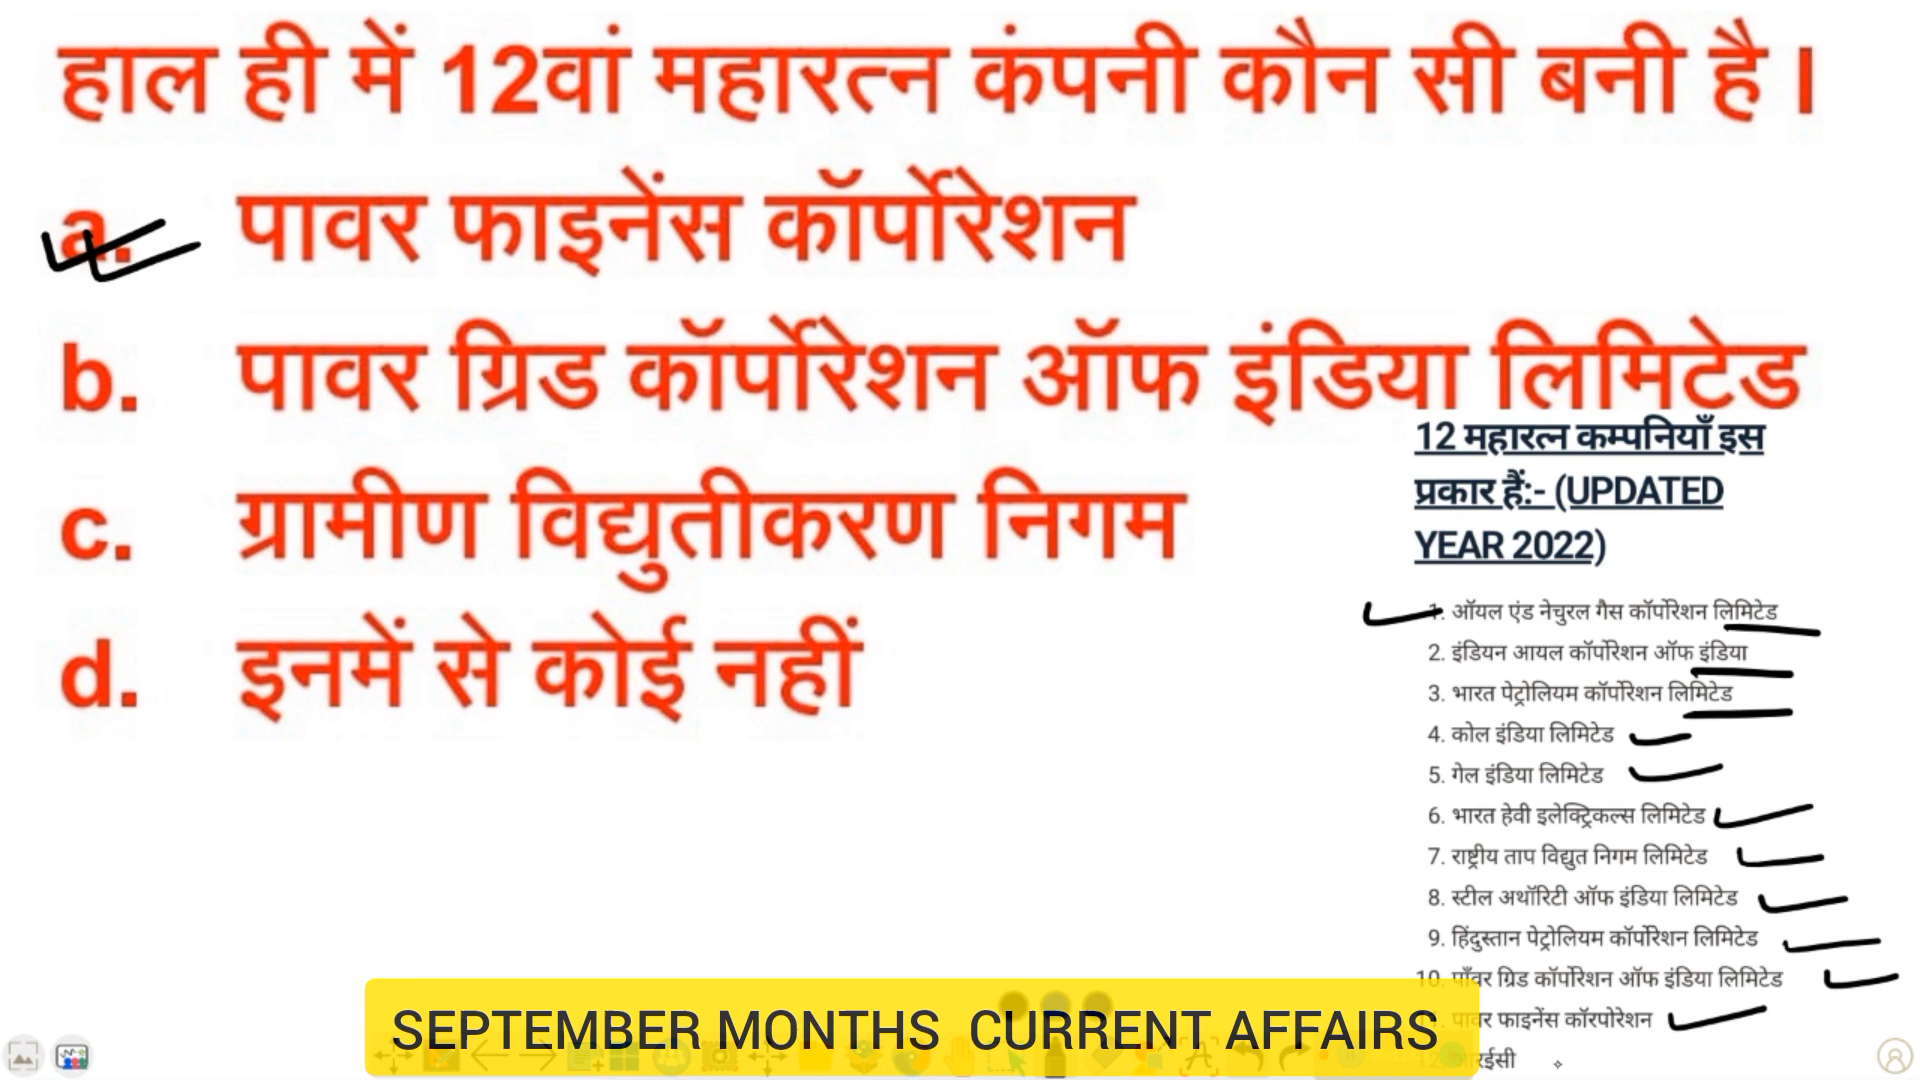 हाल ही में 12वां महारत्न कंपनी कौन सी बनी है I
a. पावर फाइनेंस कॉर्पोरेशन
b. पावर ग्रिड कॉर्पोरेशन ऑफ इंडिया लिमिटेड
c. ग्रामीण विद्युतीकरण निगम
d. इनमें से कोई नहीं
12 महारत्न कम्पनियाँ इस
प्रकार हैं:- (UPDATED
YEAR 2022)
1. ऑयल एंड नेचुरल गैस कॉर्पोरेशन लिमिटेड
2. इंडियन आयल कॉर्पोरेशन ऑफ इंडिया
3. भारत पेट्रोलियम कॉर्पोरेशन लिमिटेड
4. कोल इंडिया लिमिटेड
5. गेल इंडिया लिमिटेड
6. भारत हेवी इलेक्ट्रिकल्स लिमिटेड
7. राष्ट्रीय ताप विद्युत निगम लिमिटेड
8. स्टील अथॉरिटी ऑफ इंडिया लिमिटेड
9. हिंदुस्तान पेट्रोलियम कॉर्पोरेशन लिमिटेड
10. पॉवर ग्रिड कॉर्पोरेशन ऑफ इंडिया लिमिटेड
पावर फाइनेंस कॉरपोरेशन
SEPTEMBER MONTHS CURRENT AFFAIRS